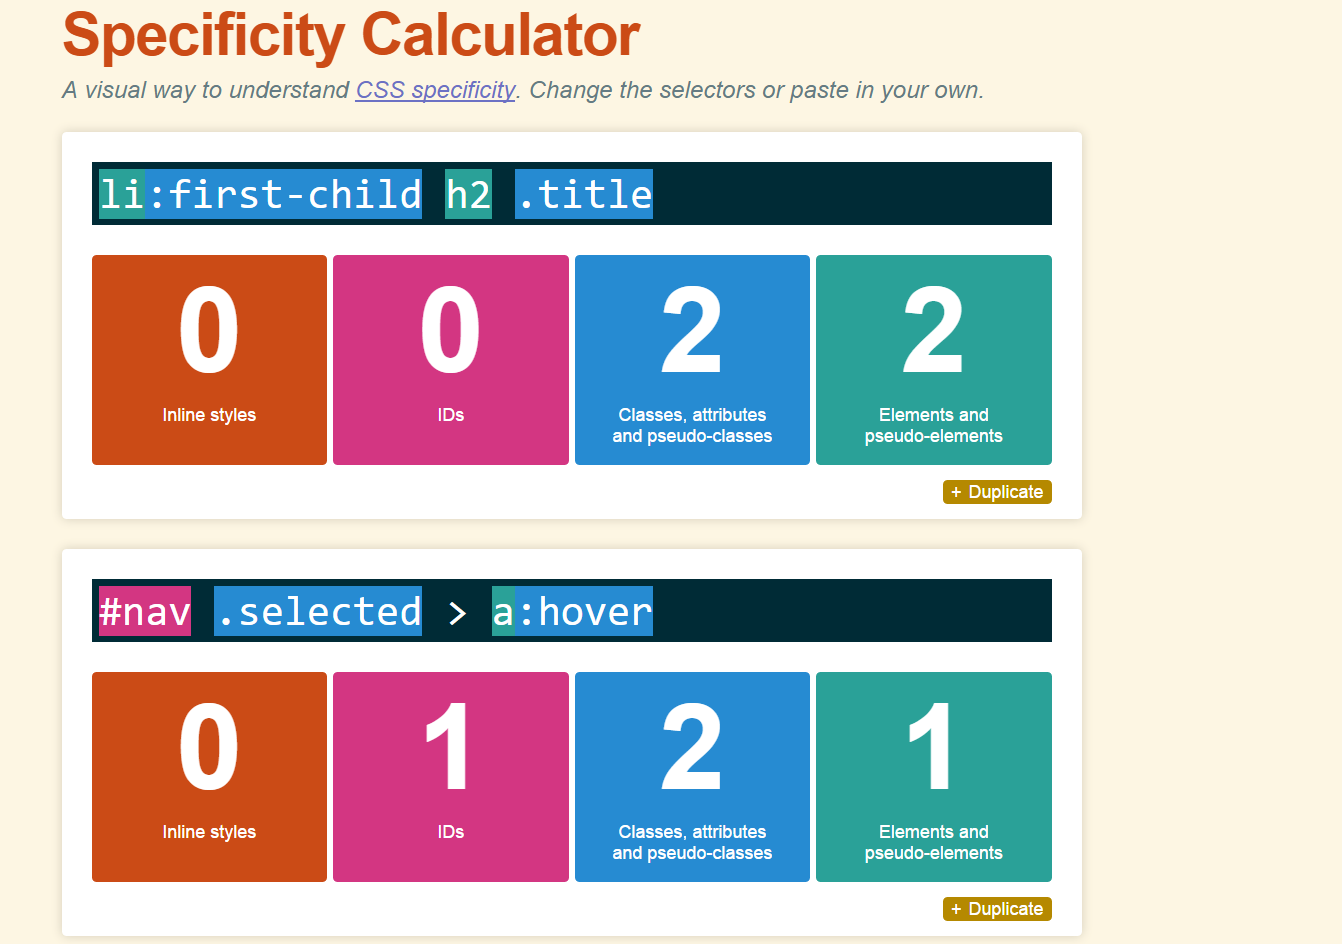 Specificity Calculator
A visual way to understand CSS specificity. Change the selectors or paste in your own.
li:first-child h2 .title
0
Inline styles
0
IDs
2
Classes, attributes
and pseudo-classes
2
Elements and
pseudo-elements
+ Duplicate
#nav .selected > a:hover
0
Inline styles
1
IDs
2
Classes, attributes
and pseudo-classes
1
Elements and
pseudo-elements
+ Duplicate